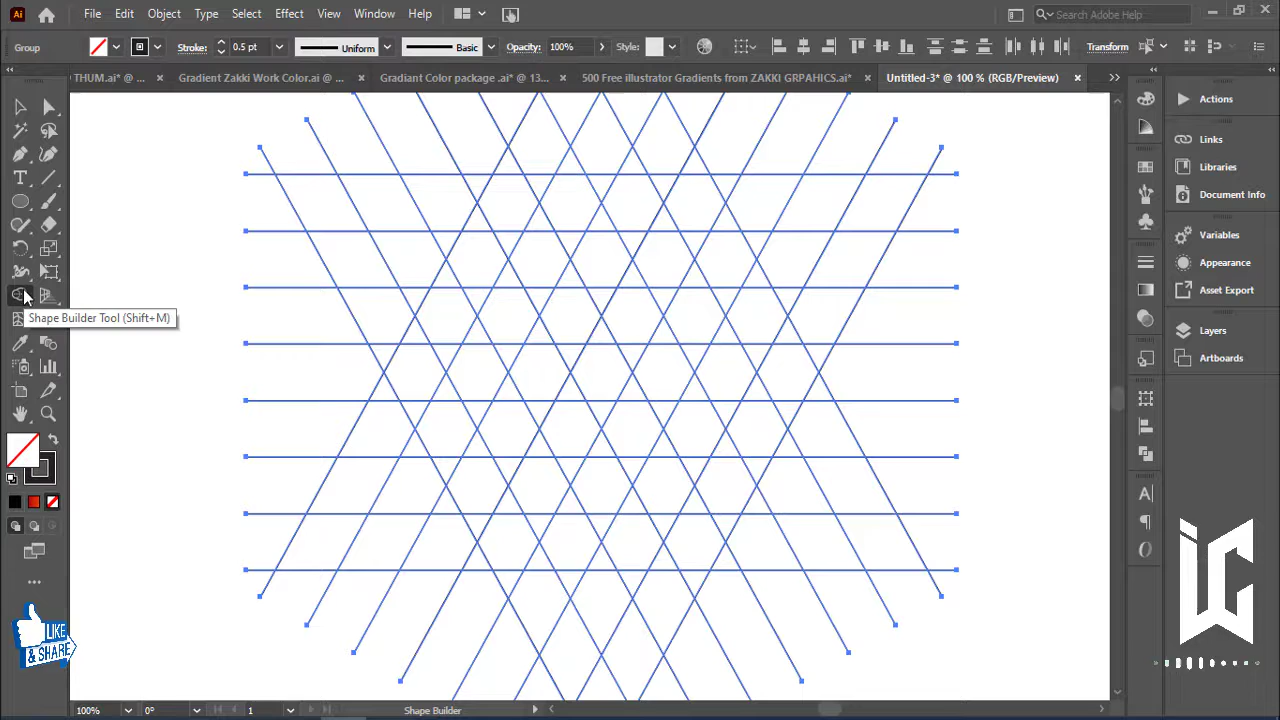 Ai File Edit Object Type Select Effect View Window Help Search Adobe Help
Group Stroke: 0.5 pt Uniform Basic Opacity: 100% Style: Transform
THUM.ai* @ ... × Gradient Zakki Work Color.ai @ ... × Gradiant Color package .ai* @ 13... × 500 Free illustrator Gradients from ZAKKI GRPAHICS.ai* × Untitled-3* @ 100 % (RGB/Preview) ×
Actions
Links
Libraries
Document Info
Variables
Appearance
Asset Export
Layers
Artboards
Shape Builder Tool (Shift+M)
LIKE
& SHARE
100% 0° 1 Shape Builder